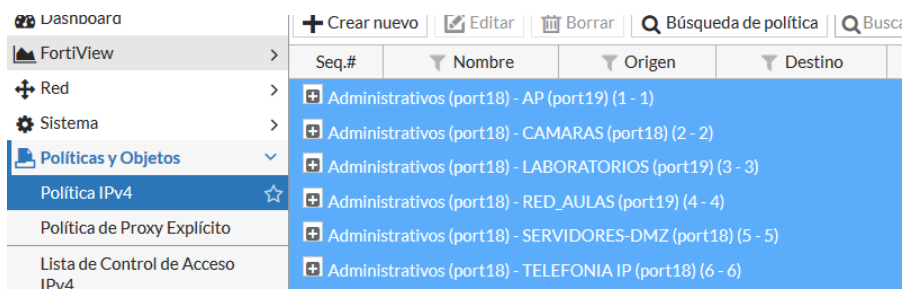 Dashboard
FortiView
Red
Sistema
Políticas y Objetos
Política IPv4
Política de Proxy Explícito
Lista de Control de Acceso
IPv4
Crear nuevo Editar Borrar Búsqueda de política
Seq.# Nombre Origen Destino
Administrativos (port18) - AP (port19) (1 - 1)
Administrativos (port18) - CAMARAS (port18) (2 - 2)
Administrativos (port18) - LABORATORIOS (port19) (3 - 3)
Administrativos (port18) - RED_AULAS (port19) (4 - 4)
Administrativos (port18) - SERVIDORES-DMZ (port18) (5 - 5)
Administrativos (port18) - TELEFONIA IP (port18) (6 - 6)